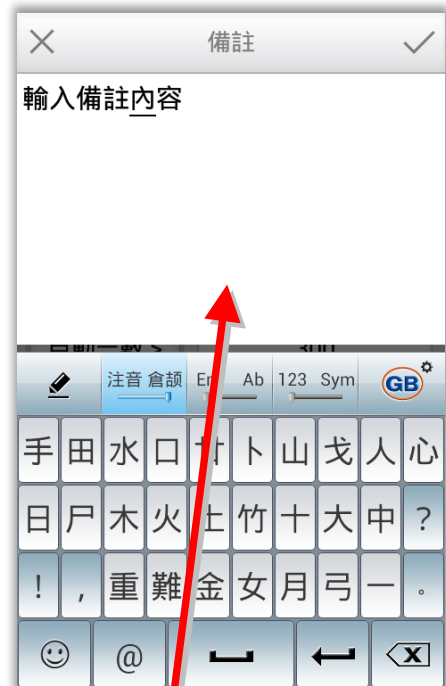 備註
輸入備註內容
300
注音 倉頡 En Ab 123 Sym GB
手 田 水 口 廿 卜 山 戈 人 心
日 尸 木 火 土 竹 十 大 中 ?
! , 重 難 金 女 月 弓 一 。
@